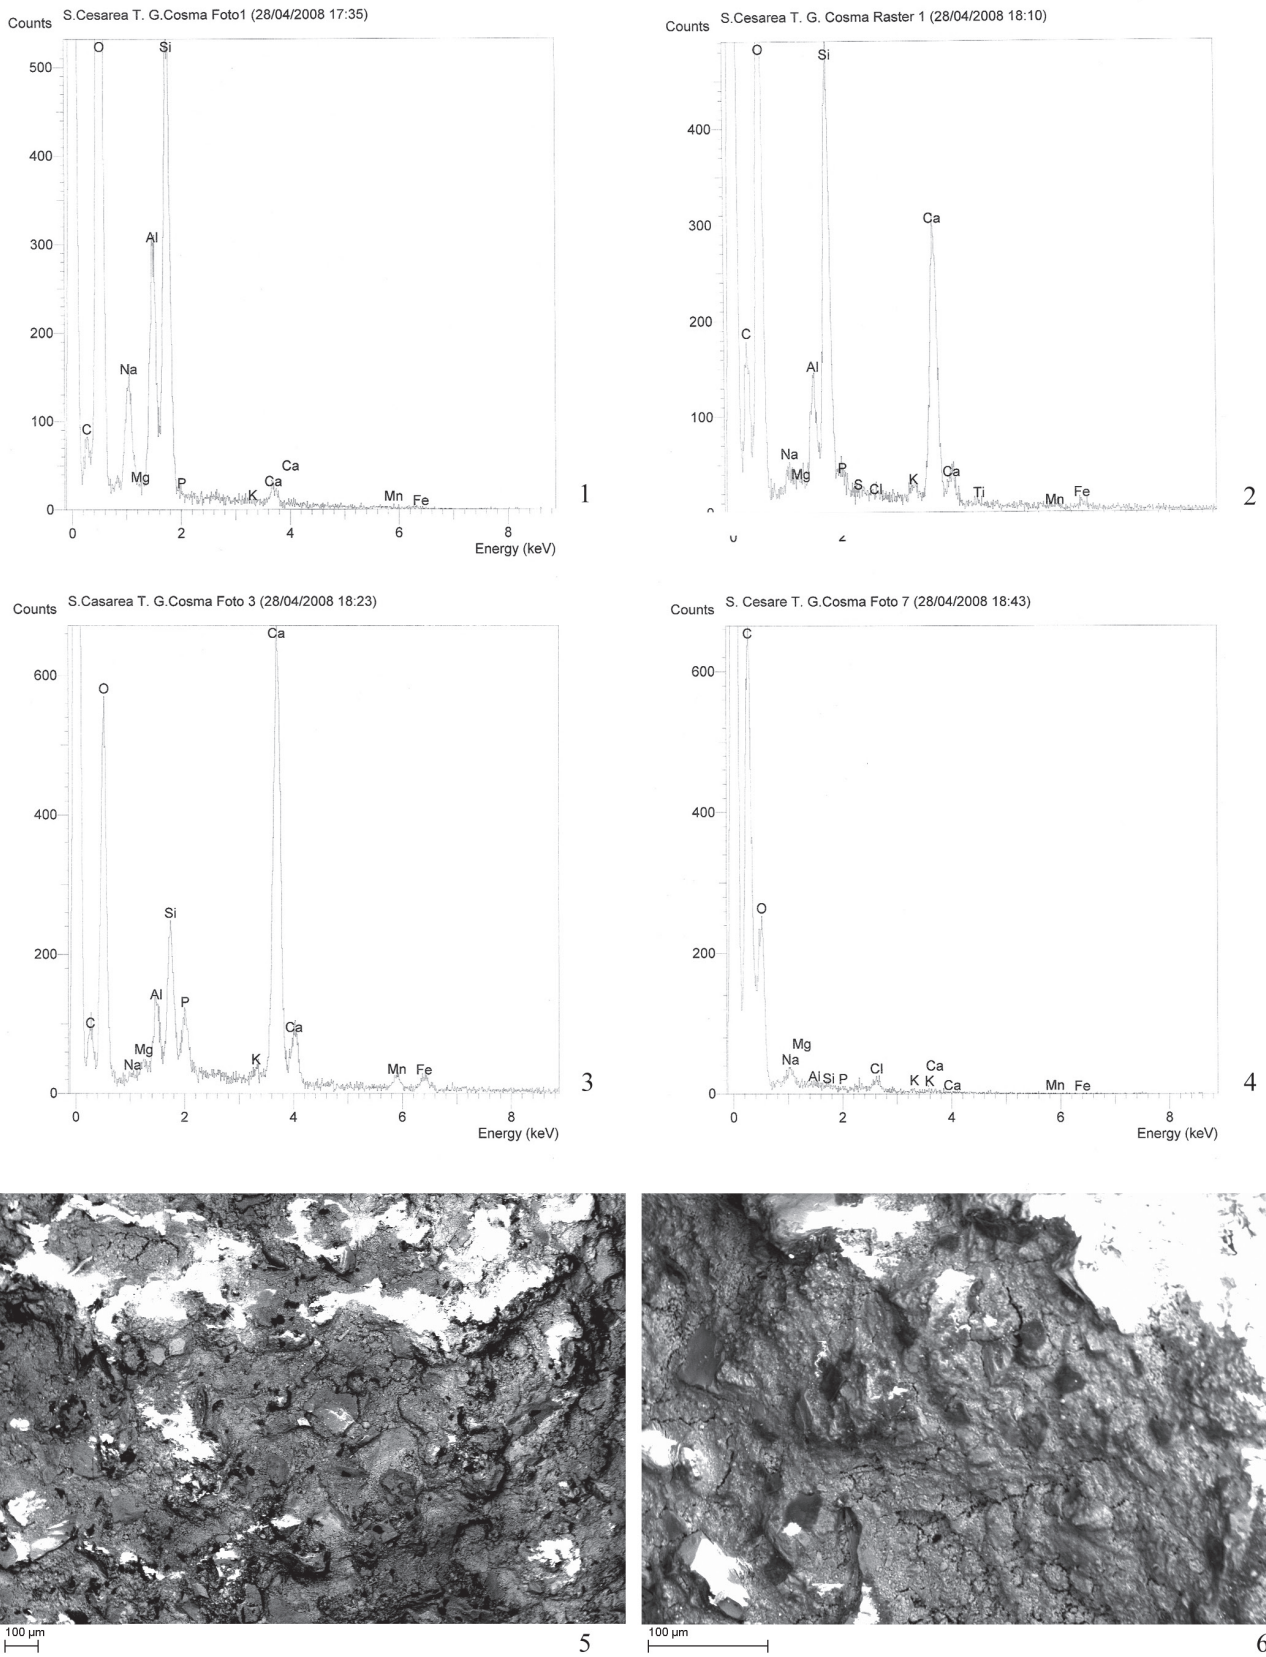 S.Cesarea T. G. Cosma Foto1 (28/04/2008 17:35)
Counts
O
Si
500
400
300
Al
200
Na
100
C
Mg
P
K
Ca
Ca
Mn
Fe
0
0 2 4 6 8
Energy (keV)
1
S.Cesarea T. G. Cosma Raster 1 (28/04/2008 18:10)
Counts
O
Si
400
300
Ca
200
C
Al
100
Na
Mg
P
S
Cl
K
Ca
Ti
Mn
Fe
2
S.Casarea T. G.Cosma Foto 3 (28/04/2008 18:23)
Counts
Ca
600
O
400
Si
200
Al
P
C
Na
Mg
K
Ca
Mn
Fe
0
0 2 4 6 8
Energy (keV)
3
S. Cesare T. G.Cosma Foto 7 (28/04/2008 18:43)
Counts
C
600
400
O
200
Mg
Na
Al
Si
P
Cl
K
K
Ca
Ca
Mn
Fe
0
0 2 4 6 8
Energy (keV)
4
100 µm
5
100 µm
6